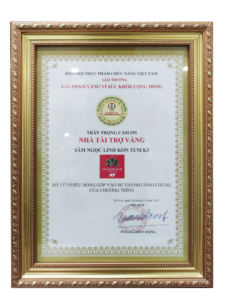 HIỆP HỘI THỰC PHẨM CHỨC NĂNG VIỆT NAM
GIẢI THƯỞNG
SẢN PHẨM VÀNG VÌ SỨC KHỎE CỘNG ĐỒNG
TRÂN TRỌNG CẢM ƠN
NHÀ TÀI TRỢ VÀNG
SÂM NGỌC LINH KON TUM K5
ĐÃ CÓ NHIỀU ĐÓNG GÓP VÀO SỰ THÀNH CÔNG CHUNG
CỦA CHƯƠNG TRÌNH